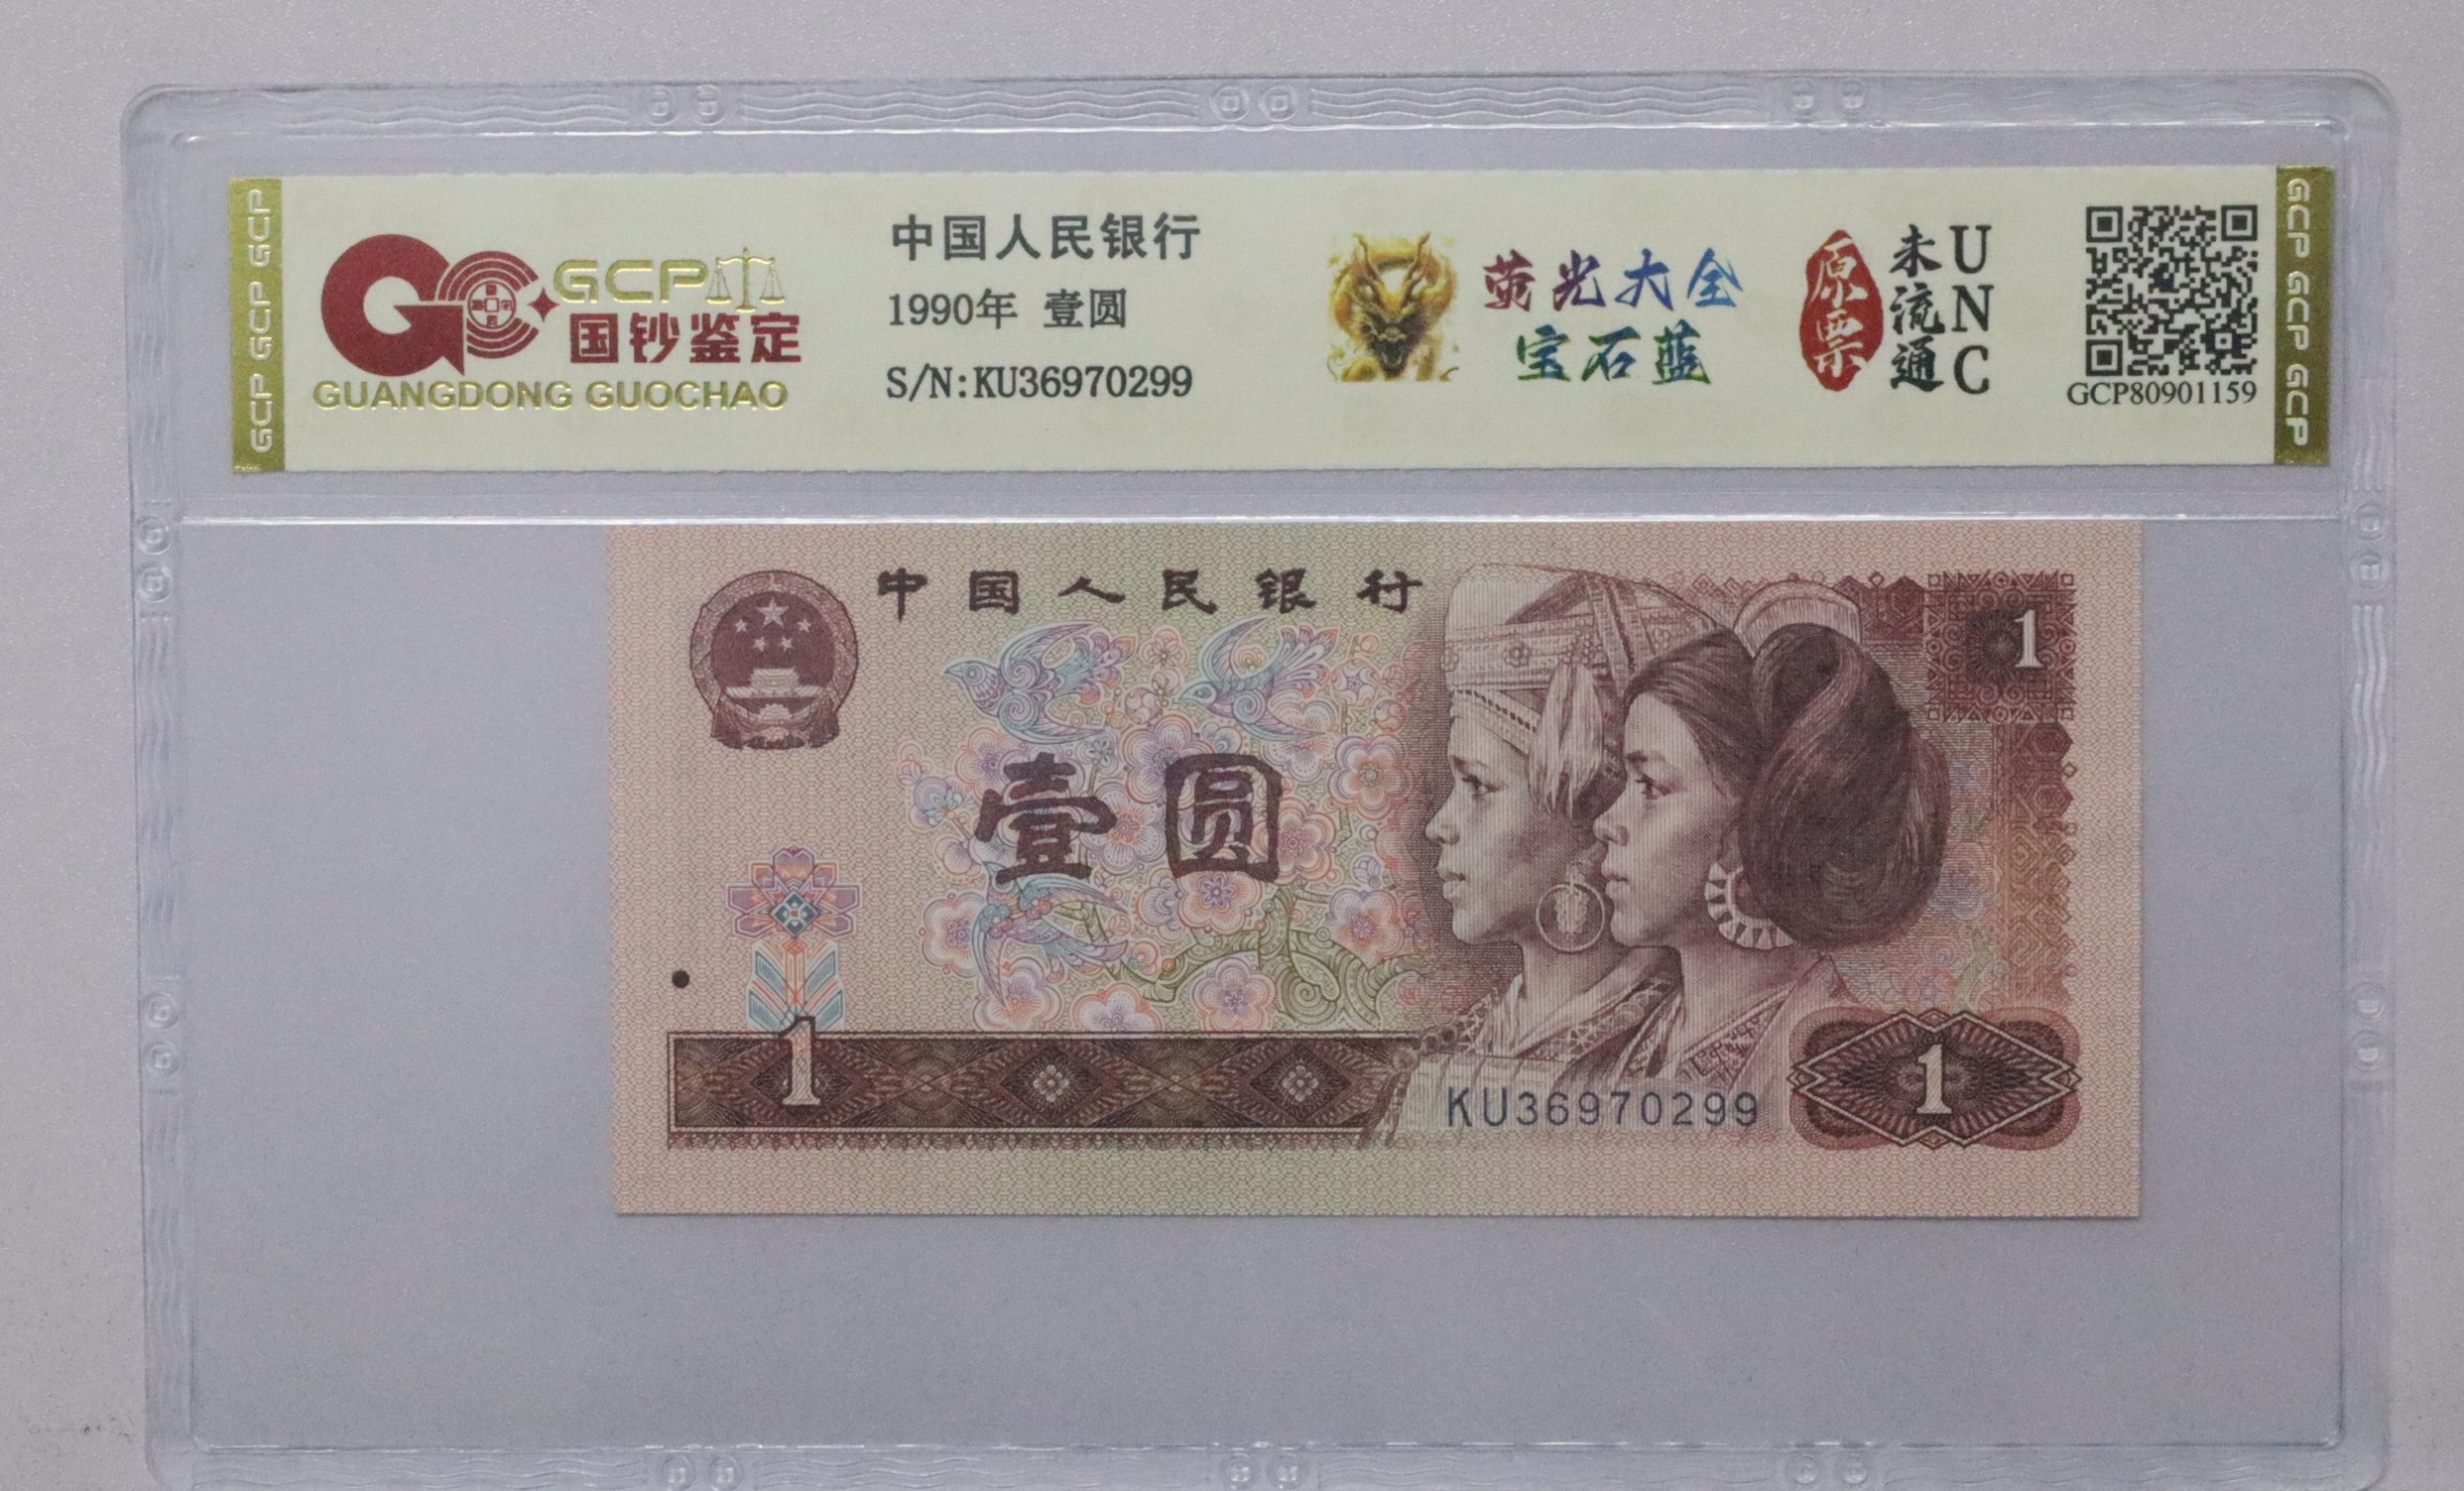 GCP GCP GCP
GCP
国钞鉴定
GUANGDONG GUOCHAO
中国人民银行
1990年 壹圆
S/N:KU36970299
荧光大全
宝石蓝
原票
未流通
UNC
GCP80901159
GCP GCP GCP GCP
中国人民银行
1
壹圆
1
KU36970299
1